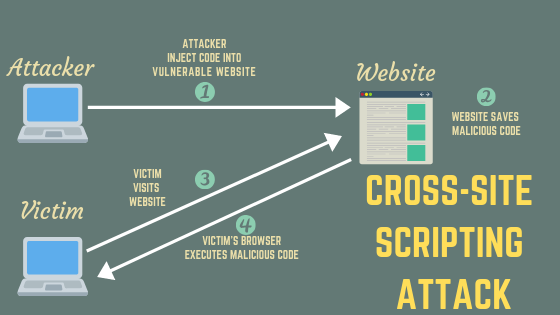 Attacker
ATTACKER
INJECT CODE INTO
VULNERABLE WEBSITE
1
Website
2
WEBSITE SAVES
MALICIOUS CODE
VICTIM
VISITS
WEBSITE
3
Victim
4
VICTIM'S BROWSER
EXECUTES MALICIOUS CODE
CROSS-SITE
SCRIPTING
ATTACK